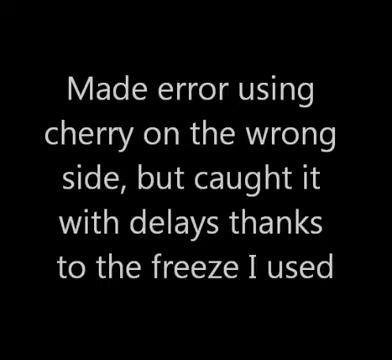 Made error using
cherry on the wrong
side, but caught it
with delays thanks
to the freeze I used